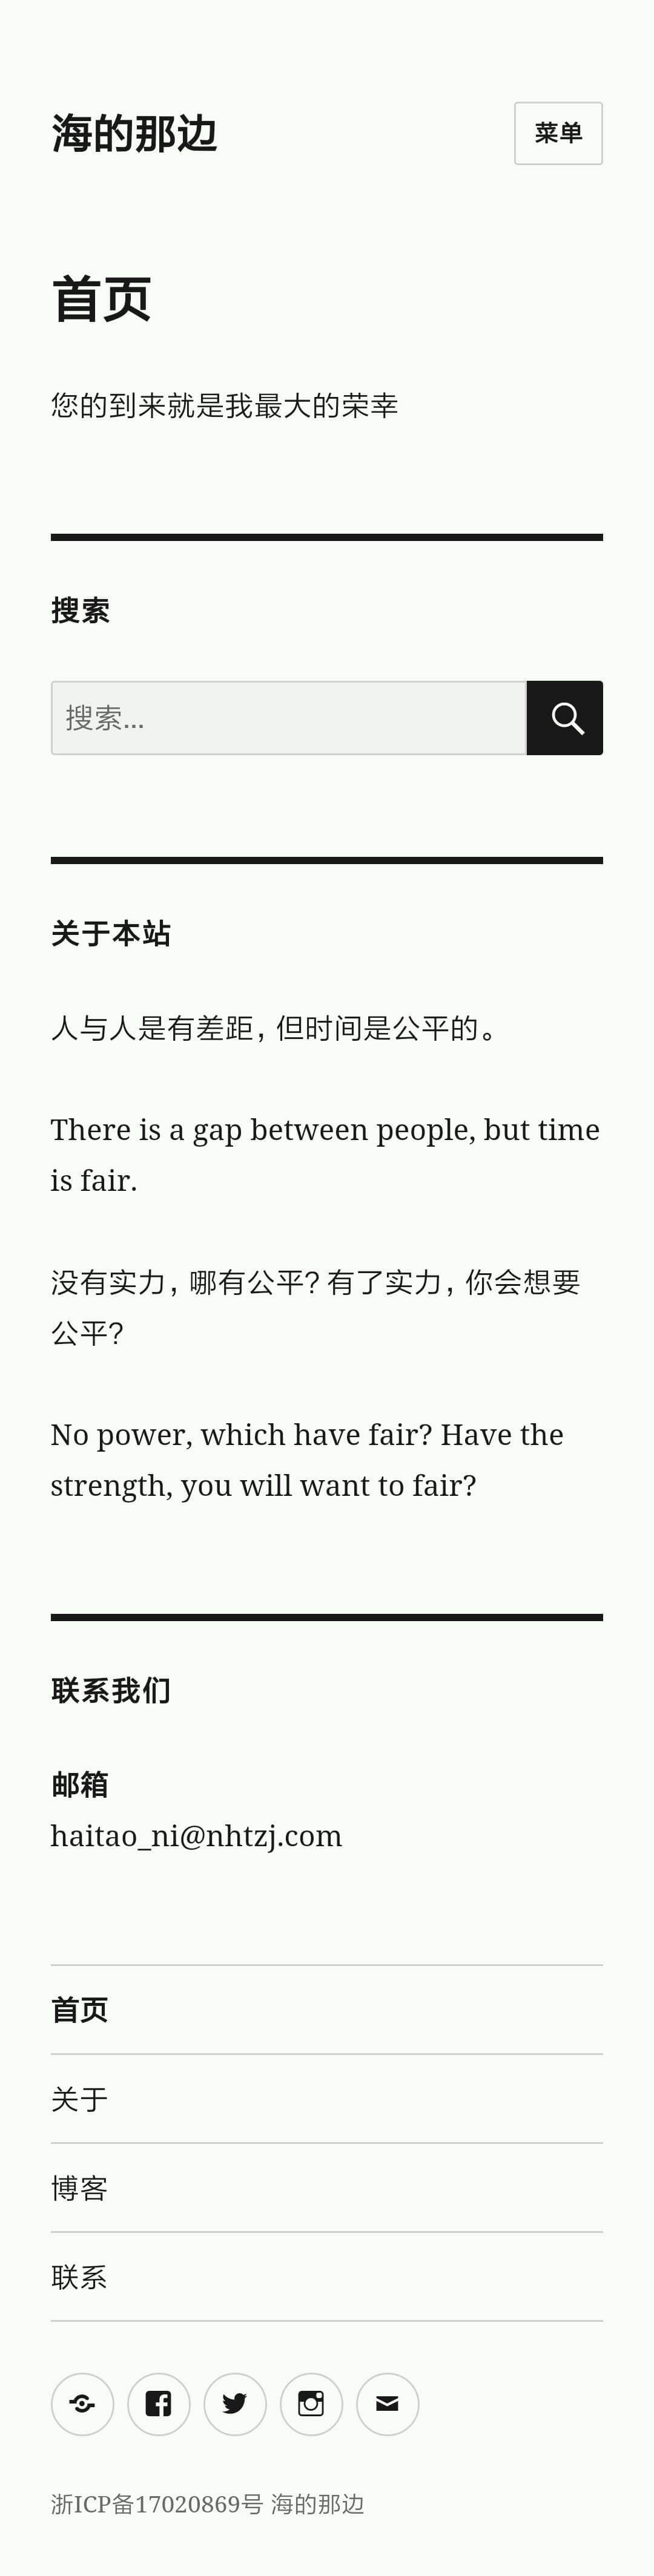 海的那边
菜单
首页
您的到来就是我最大的荣幸
搜索
搜索...
关于本站
人与人是有差距，但时间是公平的。
There is a gap between people, but time
is fair.
没有实力，哪有公平？有了实力，你会想要
公平？
No power, which have fair? Have the
strength, you will want to fair?
联系我们
邮箱
haitao_ni@nhtzj.com
首页
关于
博客
联系
浙ICP备17020869号 海的那边